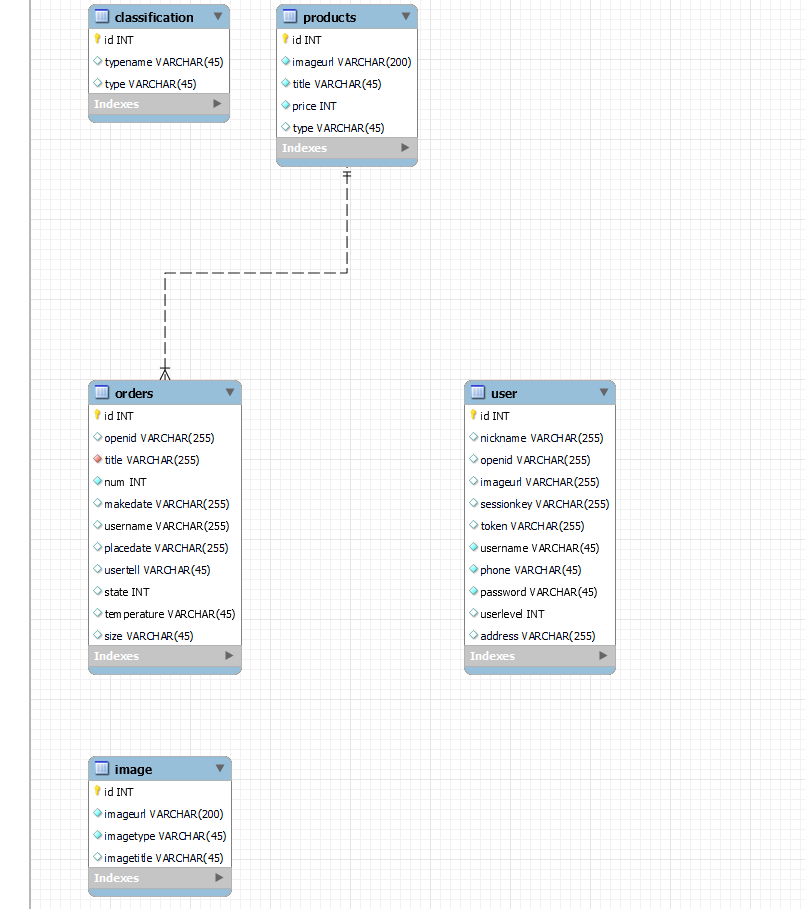 classification
id INT
typename VARCHAR(45)
type VARCHAR(45)
Indexes
products
id INT
imageurl VARCHAR(200)
title VARCHAR(45)
price INT
type VARCHAR(45)
Indexes
orders
id INT
openid VARCHAR(255)
title VARCHAR(255)
num INT
makedate VARCHAR(255)
username VARCHAR(255)
placedate VARCHAR(255)
usertell VARCHAR(45)
state INT
temperature VARCHAR(45)
size VARCHAR(45)
Indexes
user
id INT
nickname VARCHAR(255)
openid VARCHAR(255)
imageurl VARCHAR(255)
sessionkey VARCHAR(255)
token VARCHAR(255)
username VARCHAR(45)
phone VARCHAR(45)
password VARCHAR(45)
userlevel INT
address VARCHAR(255)
Indexes
image
id INT
imageurl VARCHAR(200)
imagetype VARCHAR(45)
imagetitle VARCHAR(45)
Indexes